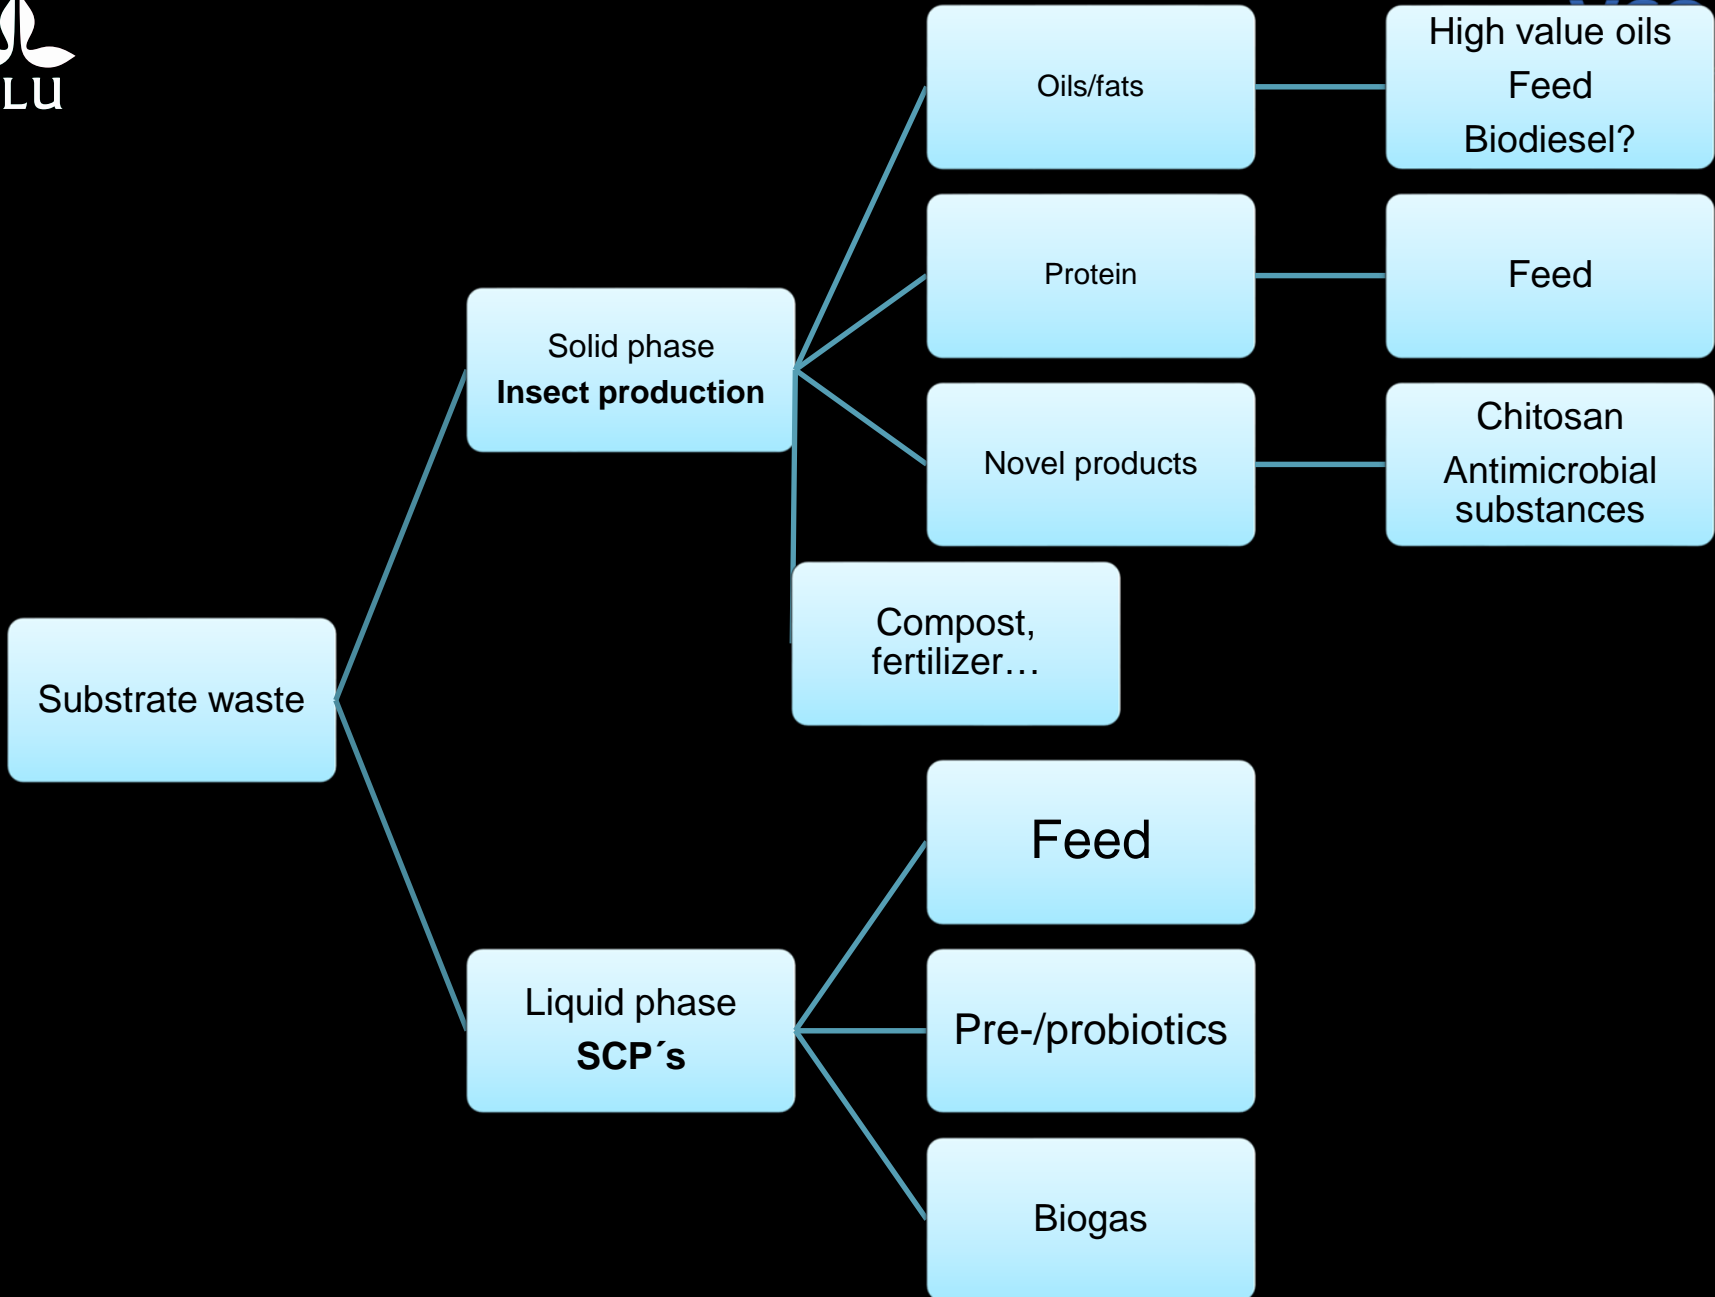 LU
Oils/fats
High value oils
Feed
Biodiesel?
Protein
Feed
Solid phase
Insect production
Novel products
Chitosan
Antimicrobial
substances
Compost,
fertilizer…
Substrate waste
Feed
Liquid phase
SCP´s
Pre-/probiotics
Biogas